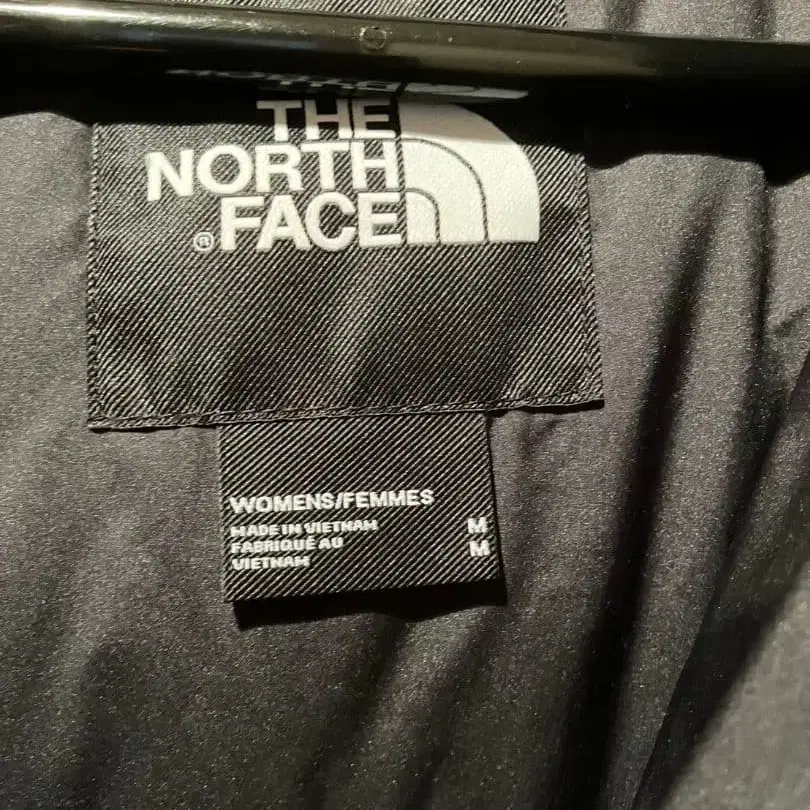 THE
NORTH
® FACE
WOMENS/FEMMES
MADE IN VIETNAM M
FABRIQUÉ AU M
VIETNAM